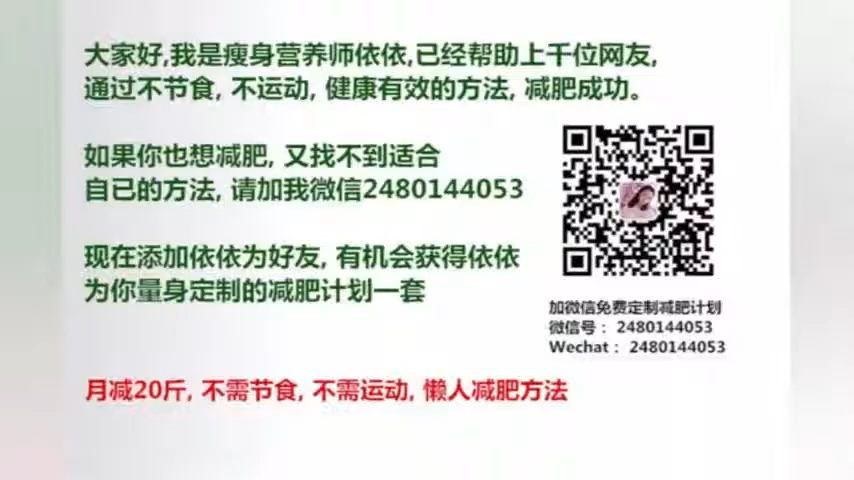 大家好,我是瘦身营养师依依,已经帮助上千位网友,
通过不节食, 不运动, 健康有效的方法, 减肥成功。
如果你也想减肥, 又找不到适合
自已的方法, 请加我微信2480144053
现在添加依依为好友, 有机会获得依依
为你量身定制的减肥计划一套
加微信免费定制减肥计划
微信号： 2480144053
Wechat： 2480144053
月减20斤, 不需节食, 不需运动, 懒人减肥方法